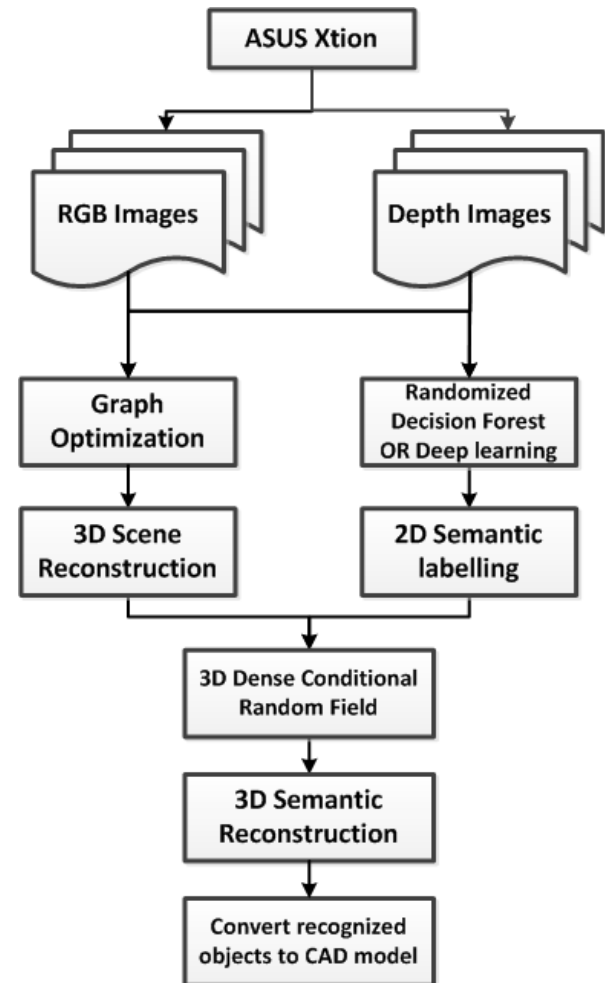 ASUS Xtion
RGB Images
Depth Images
Graph
Optimization
Randomized
Decision Forest
OR Deep learning
3D Scene
Reconstruction
2D Semantic
labelling
3D Dense Conditional
Random Field
3D Semantic
Reconstruction
Convert recognized
objects to CAD model